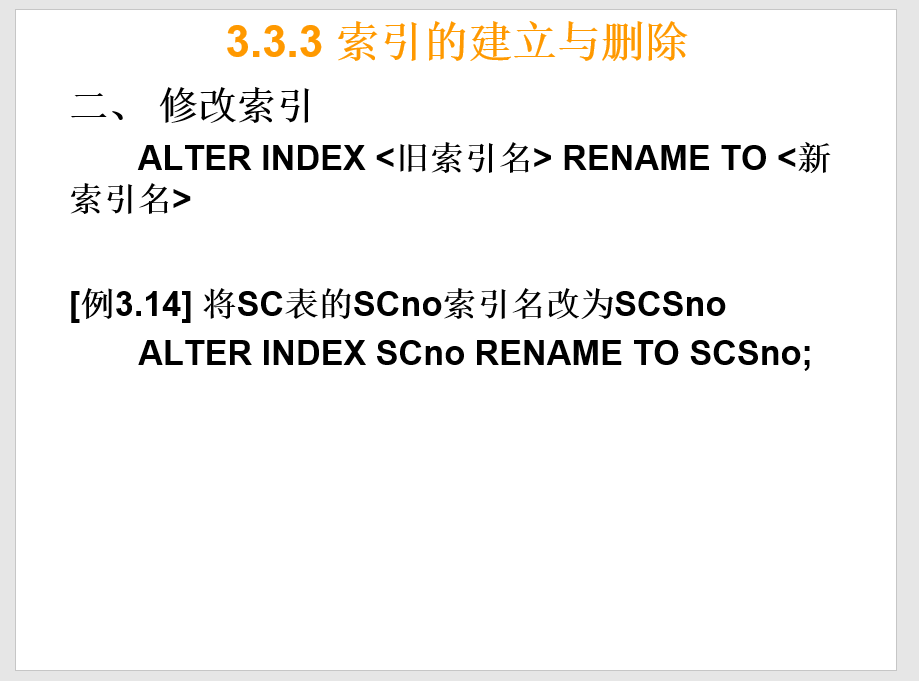 3.3.3 索引的建立与删除
二、 修改索引
ALTER INDEX <旧索引名> RENAME TO <新
索引名>
[例3.14] 将SC表的SCno索引名改为SCSno
ALTER INDEX SCno RENAME TO SCSno;